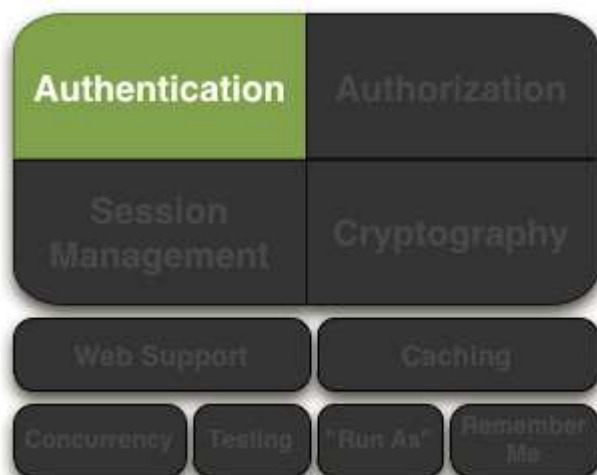 Authentication
Authorization
Session
Management
Cryptography
Web Support
Caching
Concurrency
Testing
"Run As"
Remember
Me